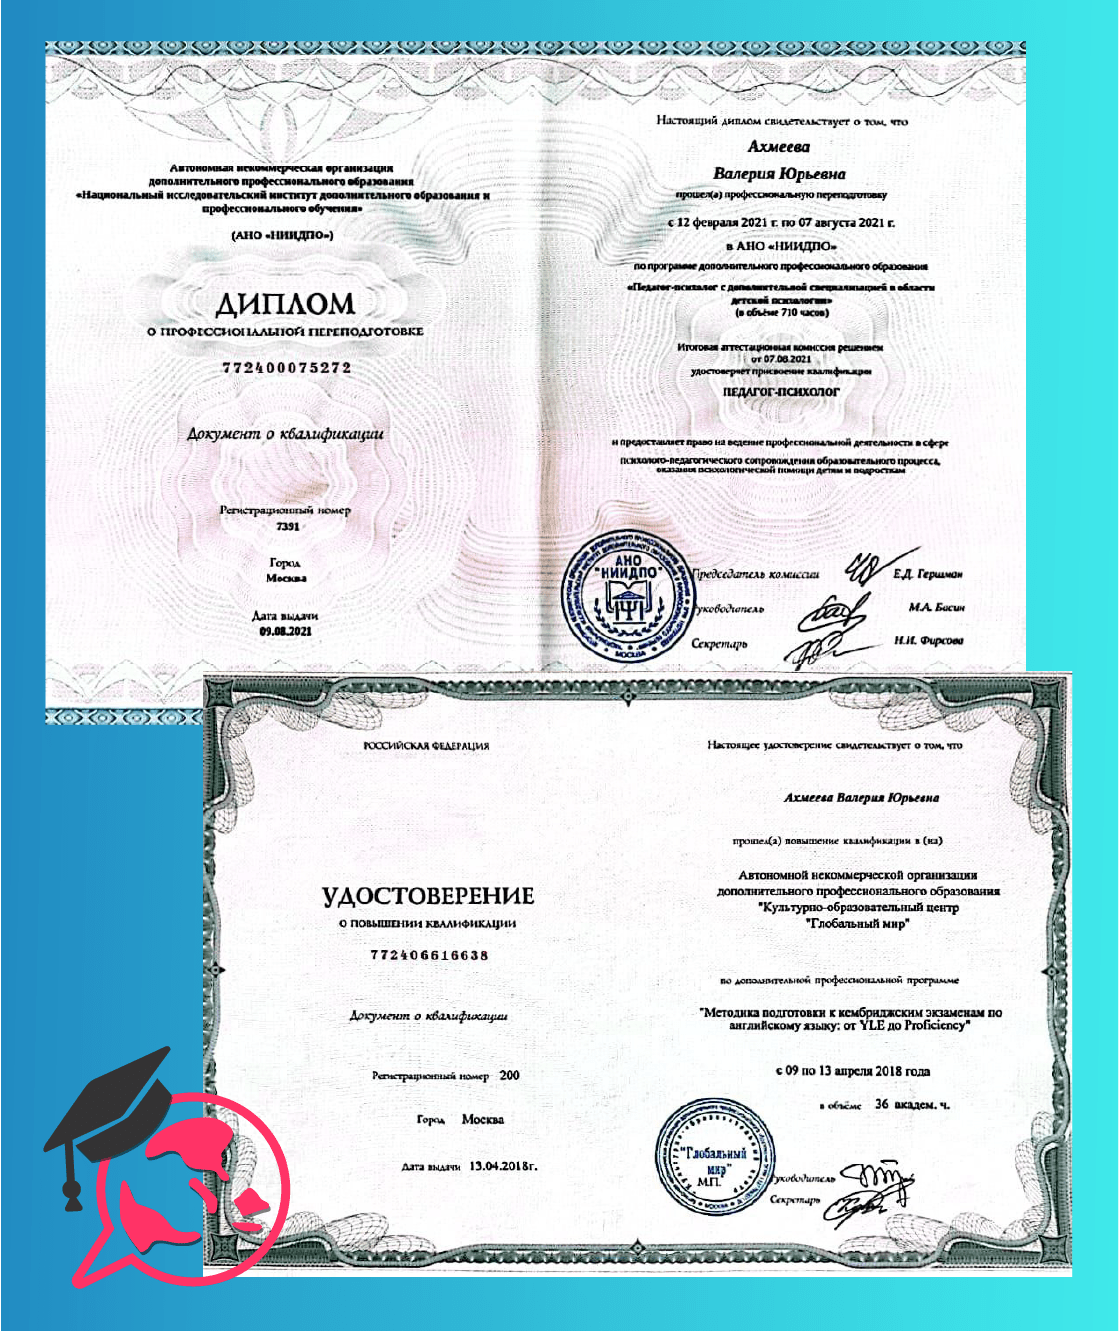 Автономная некоммерческая организация
дополнительного профессионального образования
«Национальный исследовательский институт дополнительного образования и
профессионального обучения»
(АНО «НИИДПО»)
ДИПЛОМ
О ПРОФЕССИОНАЛЬНОЙ ПЕРЕПОДГОТОВКЕ
772400075272
Документ о квалификации
Регистрационный номер
7391
Город
Москва
Дата выдачи
09.08.2021
Настоящий диплом свидетельствует о том, что
Ахмеева
Валерия Юрьевна
прошел(а) профессиональную переподготовку
с 12 февраля 2021 г. по 07 августа 2021 г.
в АНО «НИИДПО»
по программе дополнительного профессионального образования
«Педагог-психолог с дополнительной специализацией в области
детской психологии»
(в объёме 710 часов)
Итоговая аттестационная комиссия решением
от 07.08.2021
удостоверяет присвоение квалификации
ПЕДАГОГ-ПСИХОЛОГ
и предоставляет право на ведение профессиональной деятельности в сфере
психолого-педагогического сопровождения образовательного процесса,
оказания психологической помощи детям и подросткам
АНО
"НИИДПО"
МОСКВА
Председатель комиссии
Е.Д. Гершман
Руководитель
М.А. Басин
Секретарь
Н.И. Фирсова
РОССИЙСКАЯ ФЕДЕРАЦИЯ
УДОСТОВЕРЕНИЕ
О ПОВЫШЕНИИ КВАЛИФИКАЦИИ
772406616638
Документ о квалификации
Регистрационный номер 200
Город Москва
Дата выдачи 13.04.2018г.
Настоящее удостоверение свидетельствует о том, что
Ахмеева Валерия Юрьевна
прошел(а) повышение квалификации в (на)
Автономной некоммерческой организации
дополнительного профессионального образования
"Культурно-образовательный центр
"Глобальный мир"
по дополнительной профессиональной программе
"Методика подготовки к кембриджским экзаменам по
английскому языку: от YLE до Proficiency"
с 09 по 13 апреля 2018 года
в объёме 36 академ. ч.
"Глобальный
мир"
М.П.
Руководитель
Секретарь